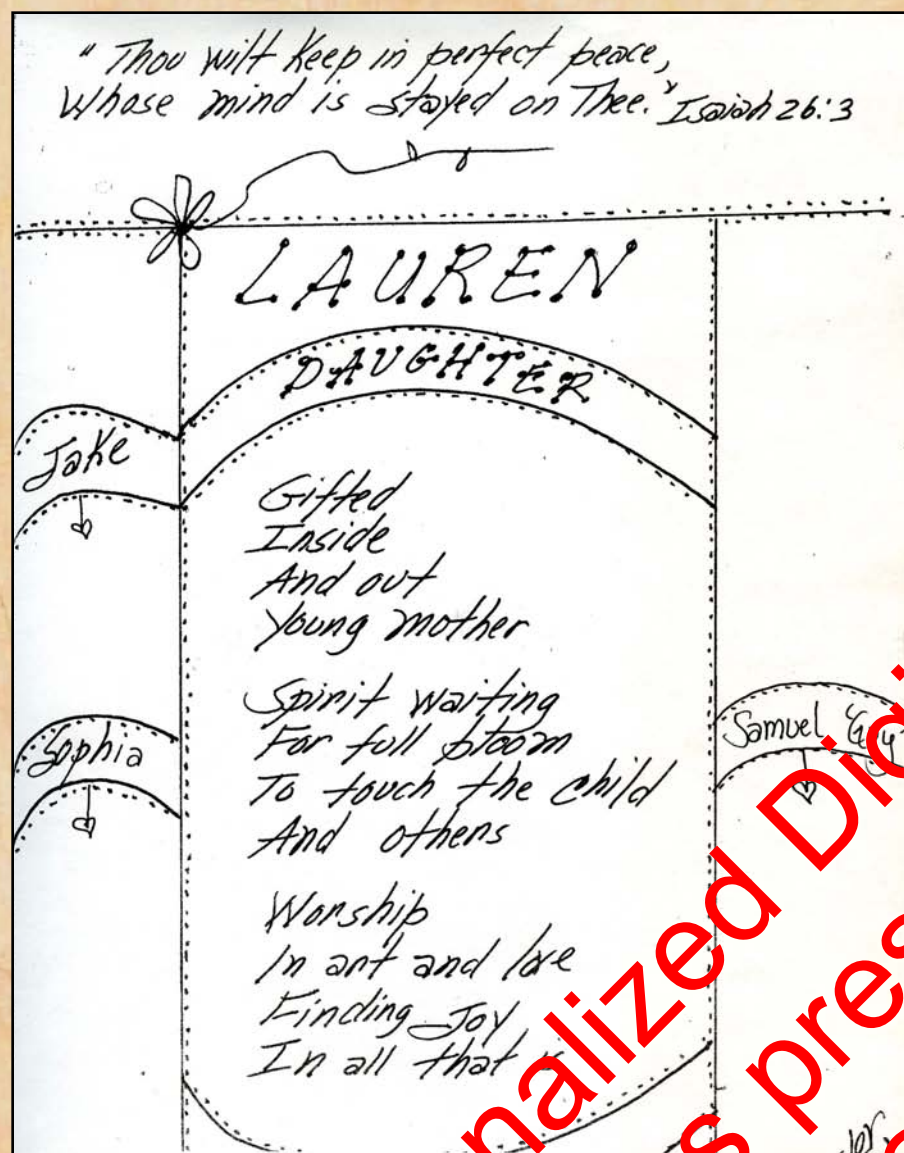 "Thou wilt keep in perfect peace,
Whose mind is stayed on Thee." Isaiah 26:3
LAUREN
DAUGHTER
Jake
Gifted
Inside
And out
Young mother
Spirit waiting
For full bloom
To touch the child
And others
Sophia
Samuel "Guy"
Worship
In art and love
Finding Joy
In all that